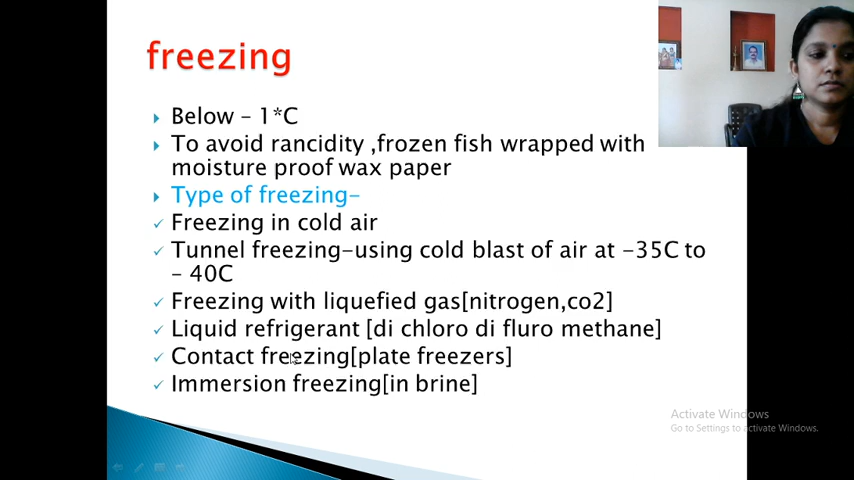 freezing
Below – 1*C
To avoid rancidity ,frozen fish wrapped with
moisture proof wax paper
Type of freezing–
Freezing in cold air
Tunnel freezing–using cold blast of air at –35C to
– 40C
Freezing with liquefied gas[nitrogen,co2]
Liquid refrigerant [di chloro di fluro methane]
Contact freezing[plate freezers]
Immersion freezing[in brine]
Activate Windows
Go to Settings to activate Windows.